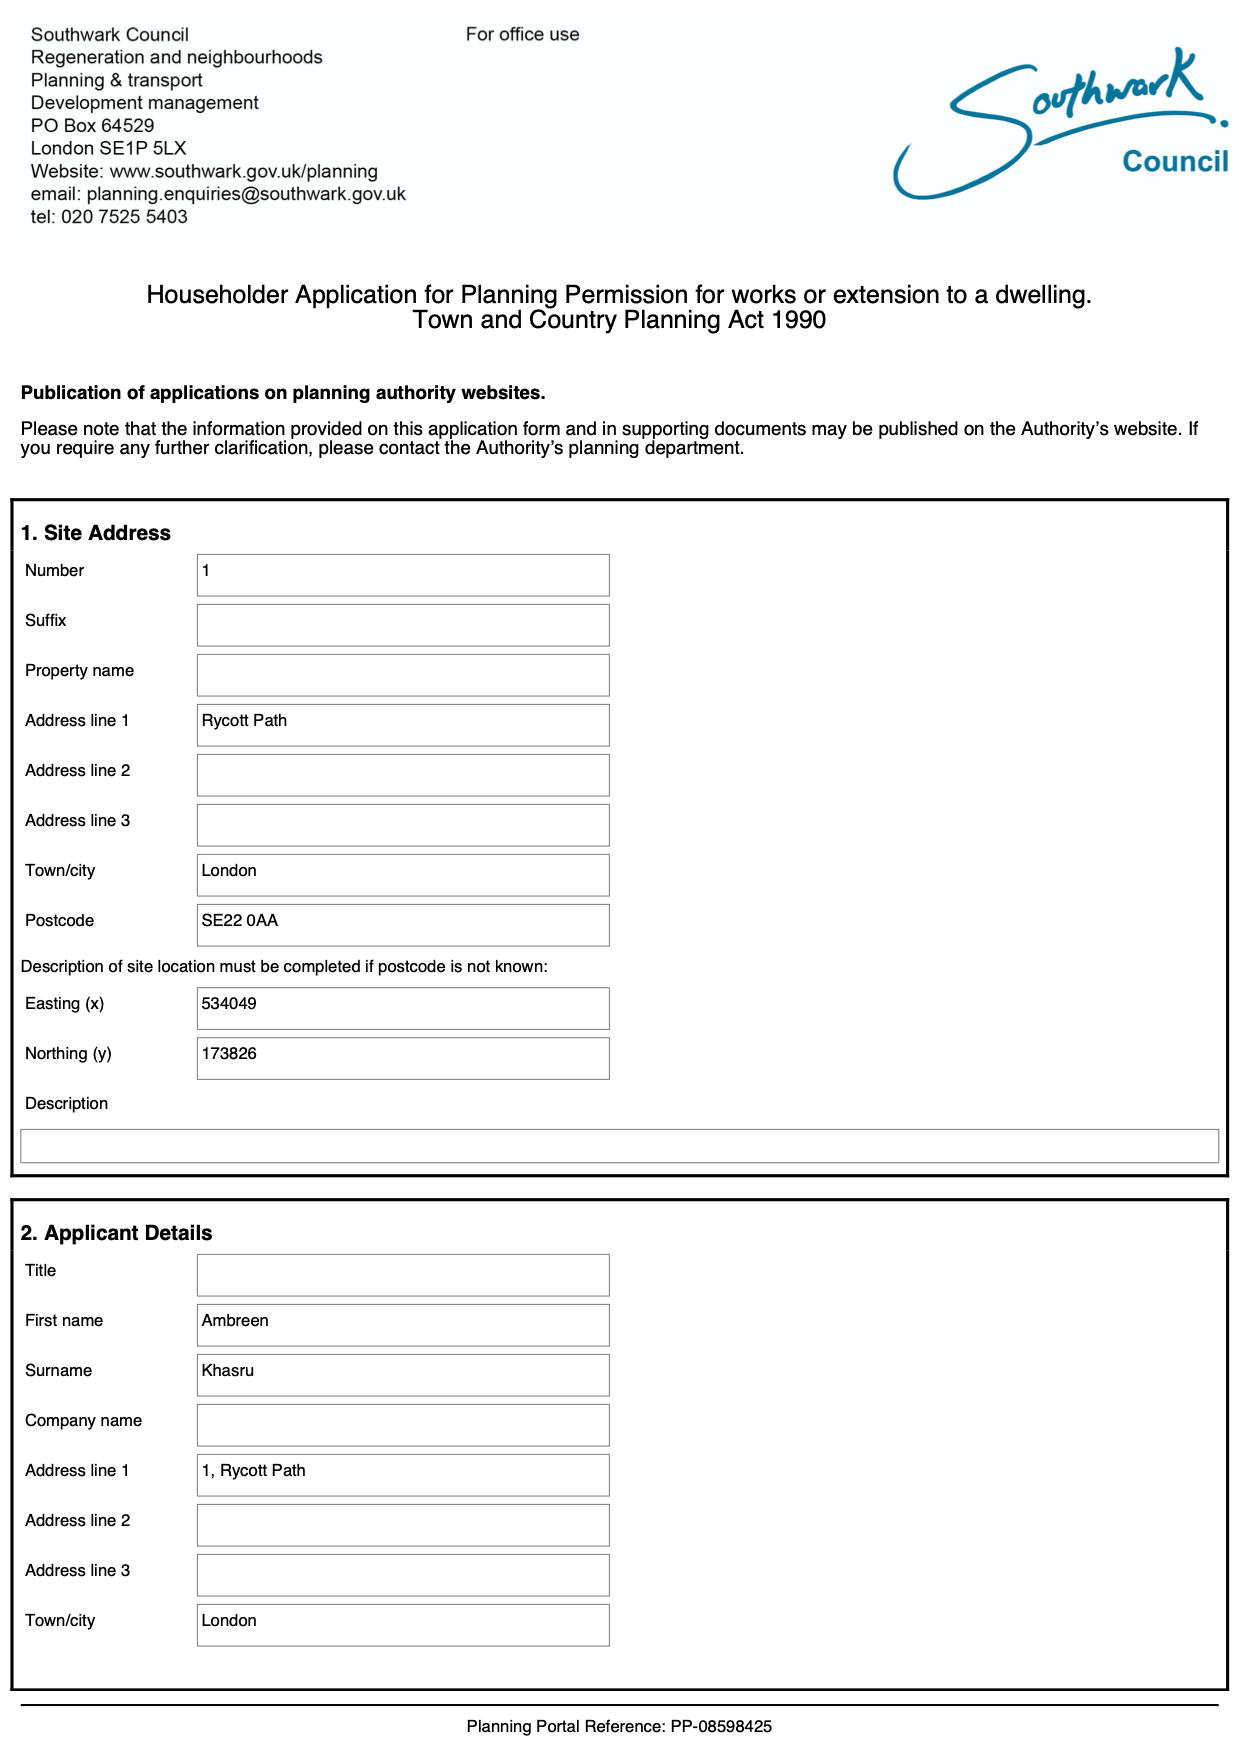 Southwark Council
Regeneration and neighbourhoods
Planning & transport
Development management
PO Box 64529
London SE1P 5LX
Website: www.southwark.gov.uk/planning
email: planning.enquiries@southwark.gov.uk
tel: 020 7525 5403
For office use
Southwark
Council
Householder Application for Planning Permission for works or extension to a dwelling.
Town and Country Planning Act 1990
Publication of applications on planning authority websites.
Please note that the information provided on this application form and in supporting documents may be published on the Authority’s website. If
you require any further clarification, please contact the Authority’s planning department.
1. Site Address
Number 1
Suffix
Property name
Address line 1 Rycott Path
Address line 2
Address line 3
Town/city London
Postcode SE22 0AA
Description of site location must be completed if postcode is not known:
Easting (x) 534049
Northing (y) 173826
Description
2. Applicant Details
Title
First name Ambreen
Surname Khasru
Company name
Address line 1 1, Rycott Path
Address line 2
Address line 3
Town/city London
Planning Portal Reference: PP-08598425